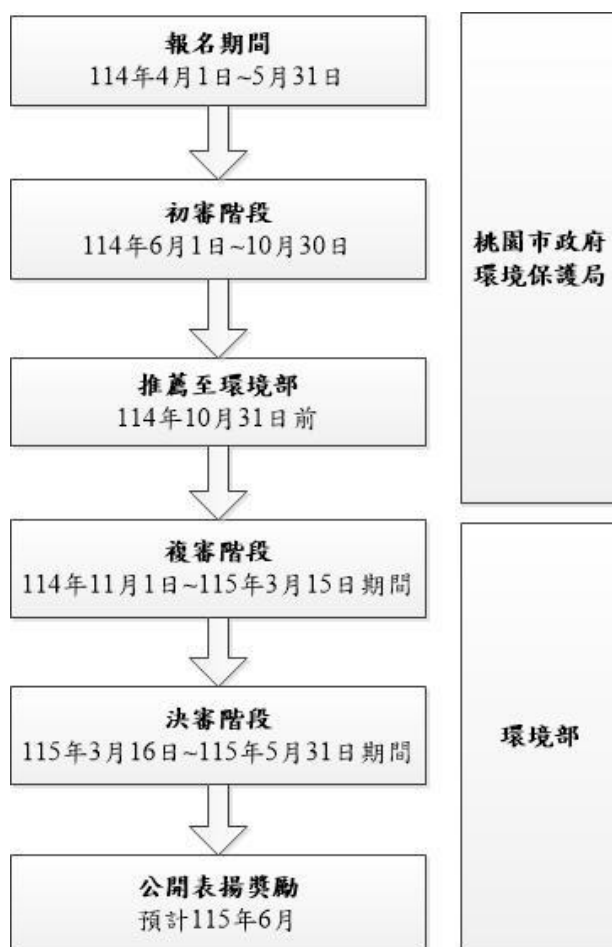 報名期間
114年4月1日~5月31日
初審階段
114年6月1日~10月30日
推薦至環境部
114年10月31日前
桃園市政府
環境保護局
複審階段
114年11月1日~115年3月15日期間
決審階段
115年3月16日~115年5月31日期間
公開表揚獎勵
預計115年6月
環境部